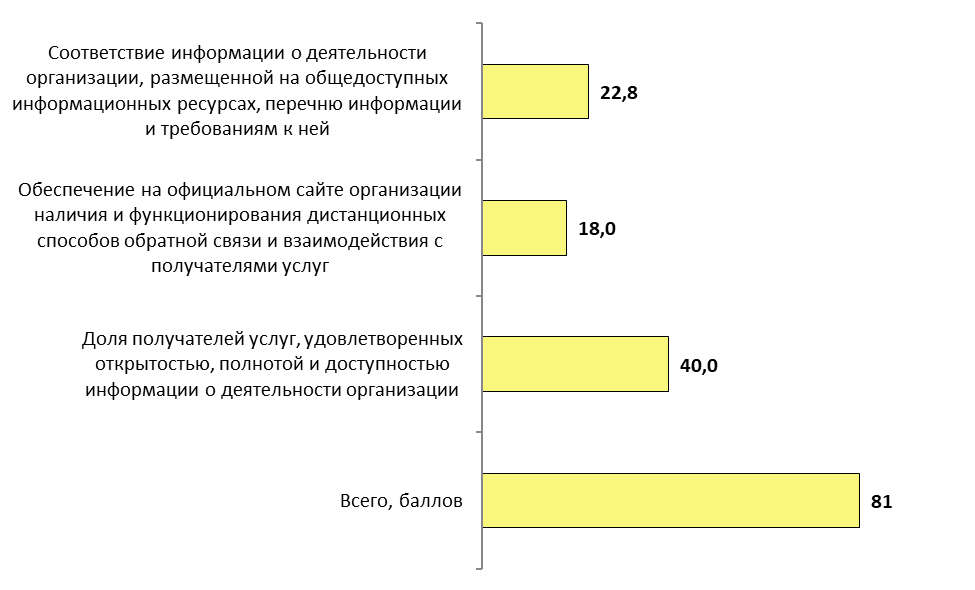 Соответствие информации о деятельности
организации, размещенной на общедоступных
информационных ресурсах, перечню информации
и требованиям к ней
22,8
Обеспечение на официальном сайте организации
наличия и функционирования дистанционных
способов обратной связи и взаимодействия с
получателями услуг
18,0
Доля получателей услуг, удовлетворенных
открытостью, полнотой и доступностью
информации о деятельности организации
40,0
Всего, баллов
81